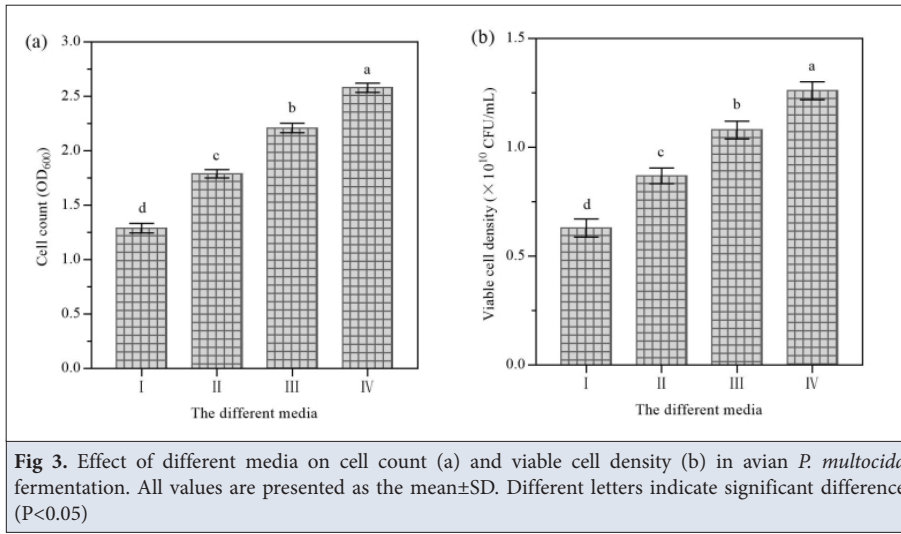 (a)
3.0
2.5
2.0
1.5
1.0
0.5
0.0
Cell count (OD600)
d
c
b
a
I
II
III
IV
The different media
(b)
1.5
1.0
0.5
0.0
Viable cell density (× 10^10 CFU/mL)
d
c
b
a
I
II
III
IV
The different media
Fig 3. Effect of different media on cell count (a) and viable cell density (b) in avian P. multocida
fermentation. All values are presented as the mean±SD. Different letters indicate significant difference
(P<0.05)